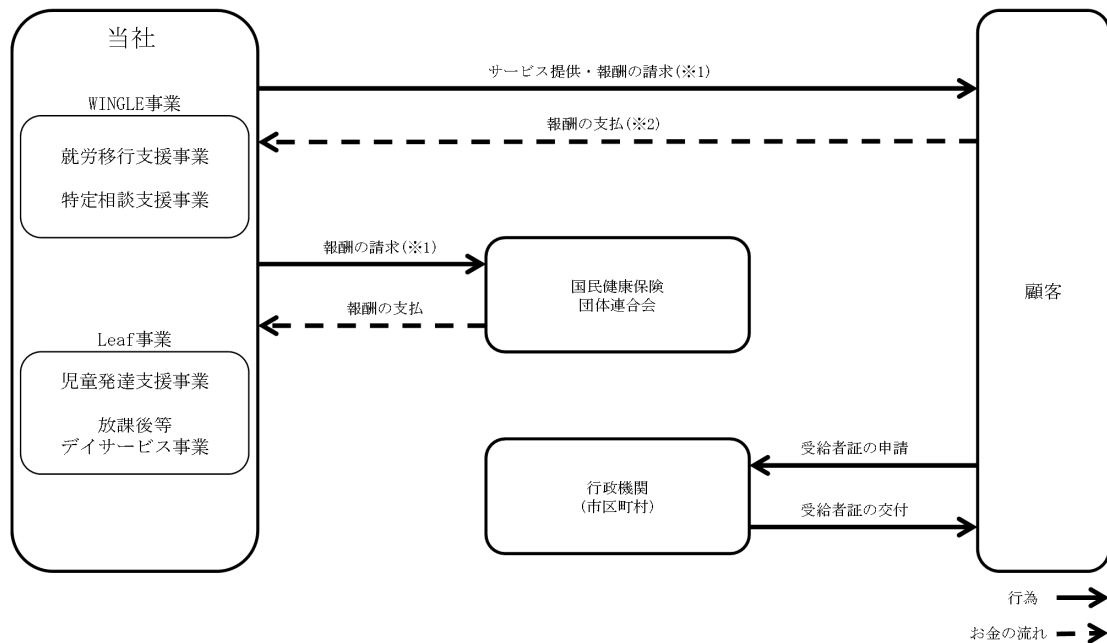 当社
サービス提供・報酬の請求(※1)
WINGLE事業
報酬の支払(※2)
就労移行支援事業
特定相談支援事業
報酬の請求(※1)
国民健康保険
団体連合会
顧客
報酬の支払
Leaf事業
児童発達支援事業
放課後等
デイサービス事業
受給者証の申請
行政機関
(市区町村)
受給者証の交付
行為
お金の流れ